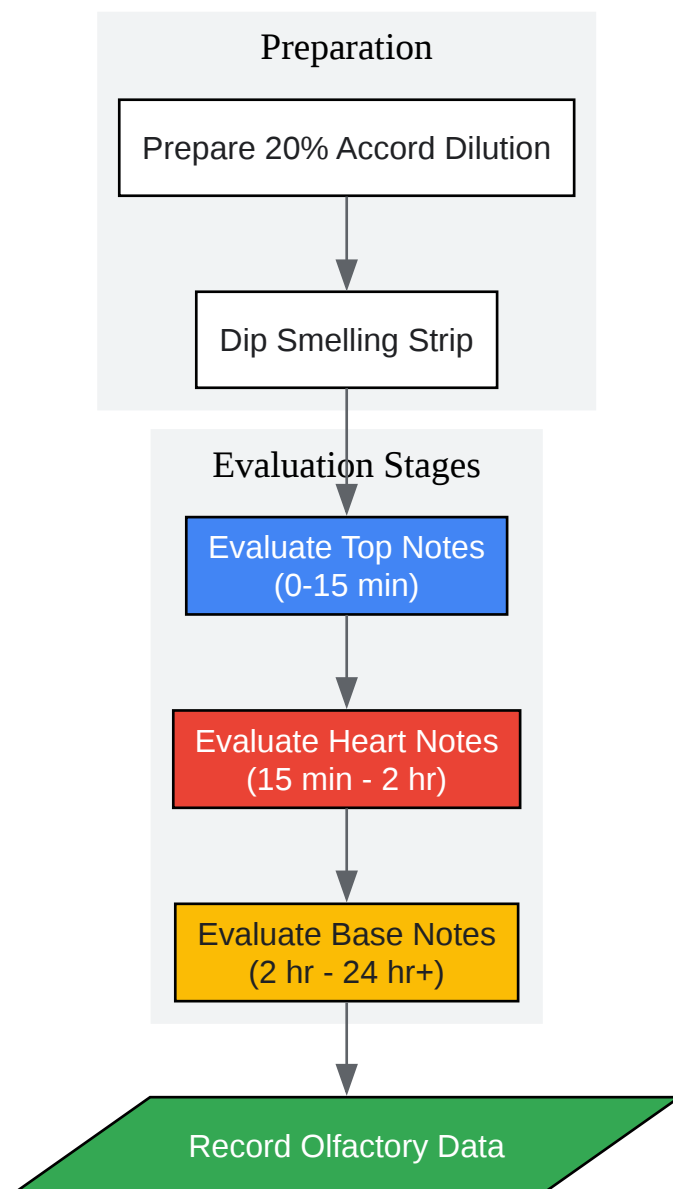 Preparation
Prepare 20% Accord Dilution
Dip Smelling Strip
Evaluation Stages
Evaluate Top Notes
(0-15 min)
Evaluate Heart Notes
(15 min - 2 hr)
Evaluate Base Notes
(2 hr - 24 hr+)
Record Olfactory Data